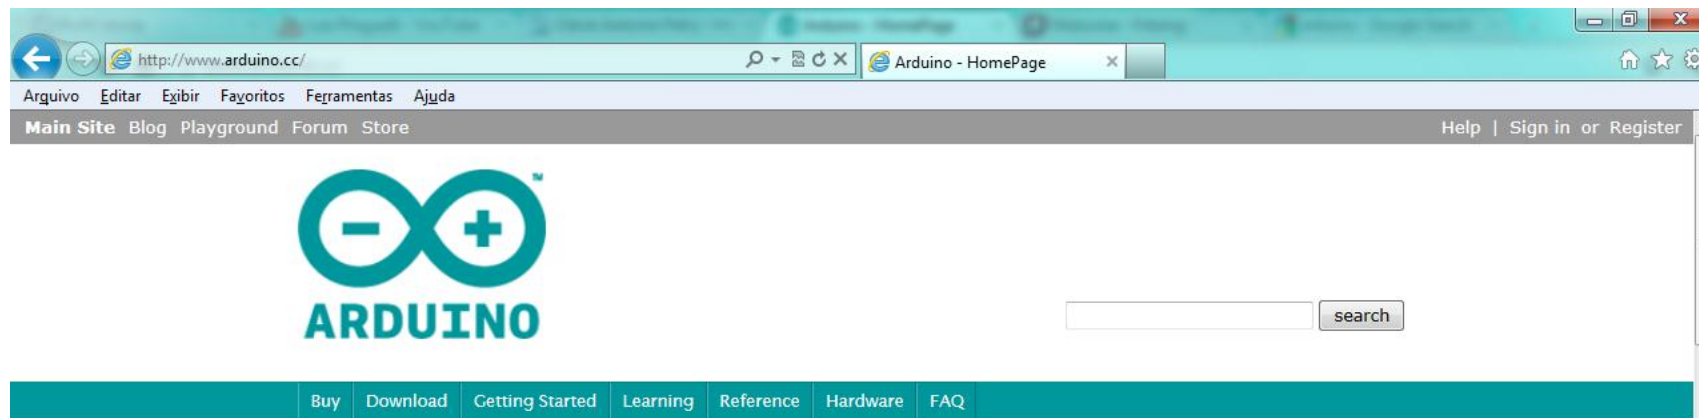 http://www.arduino.cc/ Arduino - HomePage
Arquivo Editar Exibir Favoritos Ferramentas Ajuda
Main Site Blog Playground Forum Store Help | Sign in or Register
TM
ARDUINO
search
Buy Download Getting Started Learning Reference Hardware FAQ